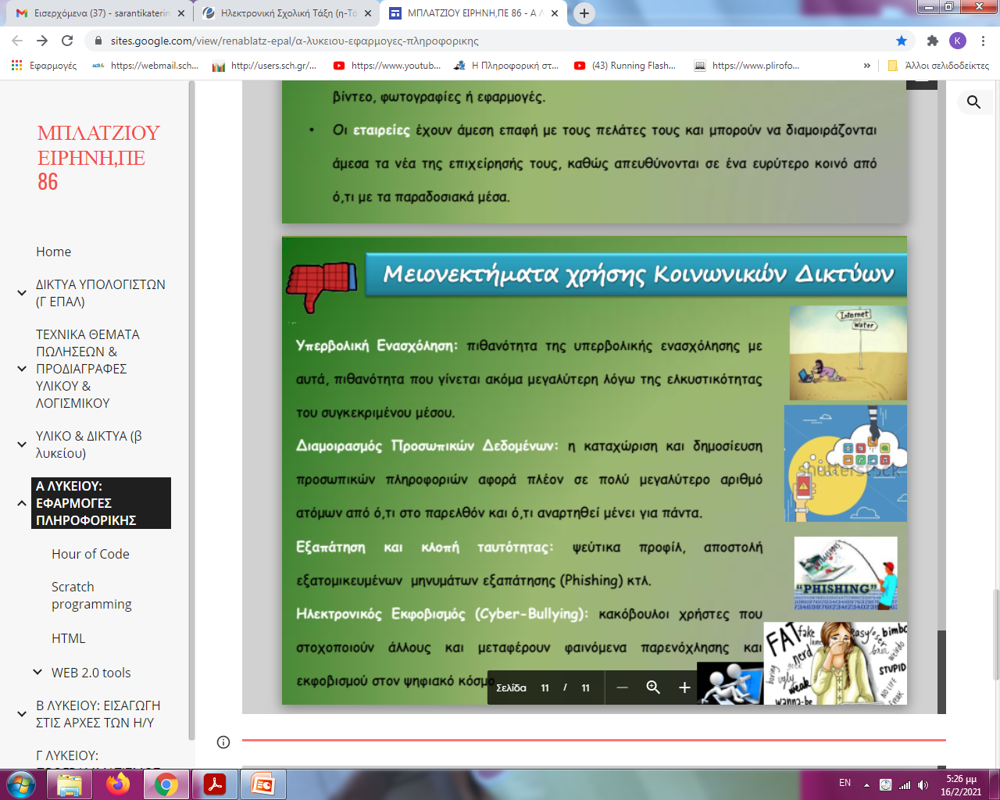 Εισερχόμενα (37) - sarantikaterin
Ηλεκτρονική Σχολική Τάξη (η-Τά
ΜΠΛΑΤΖΙΟΥ ΕΙΡΗΝΗ,ΠΕ 86 - Α Λ
sites.google.com/view/renablatz-epal/α-λυκειου-εφαρμογες-πληροφορικης
K
Εφαρμογές
https://webmail.sch...
http://users.sch.gr/...
https://www.youtub...
Η Πληροφορική στ...
(43) Running Flash...
https://www.plirofo...
»
Άλλοι σελιδοδείκτες
ΜΠΛΑΤΖΙΟΥ
ΕΙΡΗΝΗ,ΠΕ
86
Home
ΔΙΚΤΥΑ ΥΠΟΛΟΓΙΣΤΩΝ
(Γ ΕΠΑΛ)
ΤΕΧΝΙΚΑ ΘΕΜΑΤΑ
ΠΩΛΗΣΕΩΝ &
ΠΡΟΔΙΑΓΡΑΦΕΣ
ΥΛΙΚΟΥ &
ΛΟΓΙΣΜΙΚΟΥ
ΥΛΙΚΟ & ΔΙΚΤΥΑ (β
λυκείου)
Α ΛΥΚΕΙΟΥ:
ΕΦΑΡΜΟΓΕΣ
ΠΛΗΡΟΦΟΡΙΚΗΣ
Hour of Code
Scratch
programming
HTML
WEB 2.0 tools
Β ΛΥΚΕΙΟΥ: ΕΙΣΑΓΩΓΗ
ΣΤΙΣ ΑΡΧΕΣ ΤΩΝ Η/Υ
Γ ΛΥΚΕΙΟΥ:
βίντεο, φωτογραφίες ή εφαρμογές.
• Οι εταιρείες έχουν άμεση επαφή με τους πελάτες τους και μπορούν να διαμοιράζονται
άμεσα τα νέα της επιχείρησής τους, καθώς απευθύνονται σε ένα ευρύτερο κοινό από
ό,τι με τα παραδοσιακά μέσα.
Μειονεκτήματα χρήσης Κοινωνικών Δικτύων
Internet
Water
Υπερβολική Ενασχόληση: πιθανότητα της υπερβολικής ενασχόλησης με
αυτά, πιθανότητα που γίνεται ακόμα μεγαλύτερη λόγω της ελκυστικότητας
του συγκεκριμένου μέσου.
Διαμοιρασμός Προσωπικών Δεδομένων: η καταχώριση και δημοσίευση
προσωπικών πληροφοριών αφορά πλέον σε πολύ μεγαλύτερο αριθμό
ατόμων από ό,τι στο παρελθόν και ό,τι αναρτηθεί μένει για πάντα.
shutterstock
Εξαπάτηση και κλοπή ταυτότητας: ψεύτικα προφίλ, αποστολή
εξατομικευμένων μηνυμάτων εξαπάτησης (Phishing) κτλ.
"PHISHING"
Ηλεκτρονικός Εκφοβισμός (Cyber-Bullying): κακόβουλοι χρήστες που
στοχοποιούν άλλους και μεταφέρουν φαινόμενα παρενόχλησης και
εκφοβισμού στον ψηφιακό κόσμο
FAT
fake
nerd
easy
bimbo
weirdo
STUPID
boring
geek
ugly
weak
NO LIFE
freak
wanna-be
Σελίδα 11 / 11
EN
5:26 μμ
16/2/2021